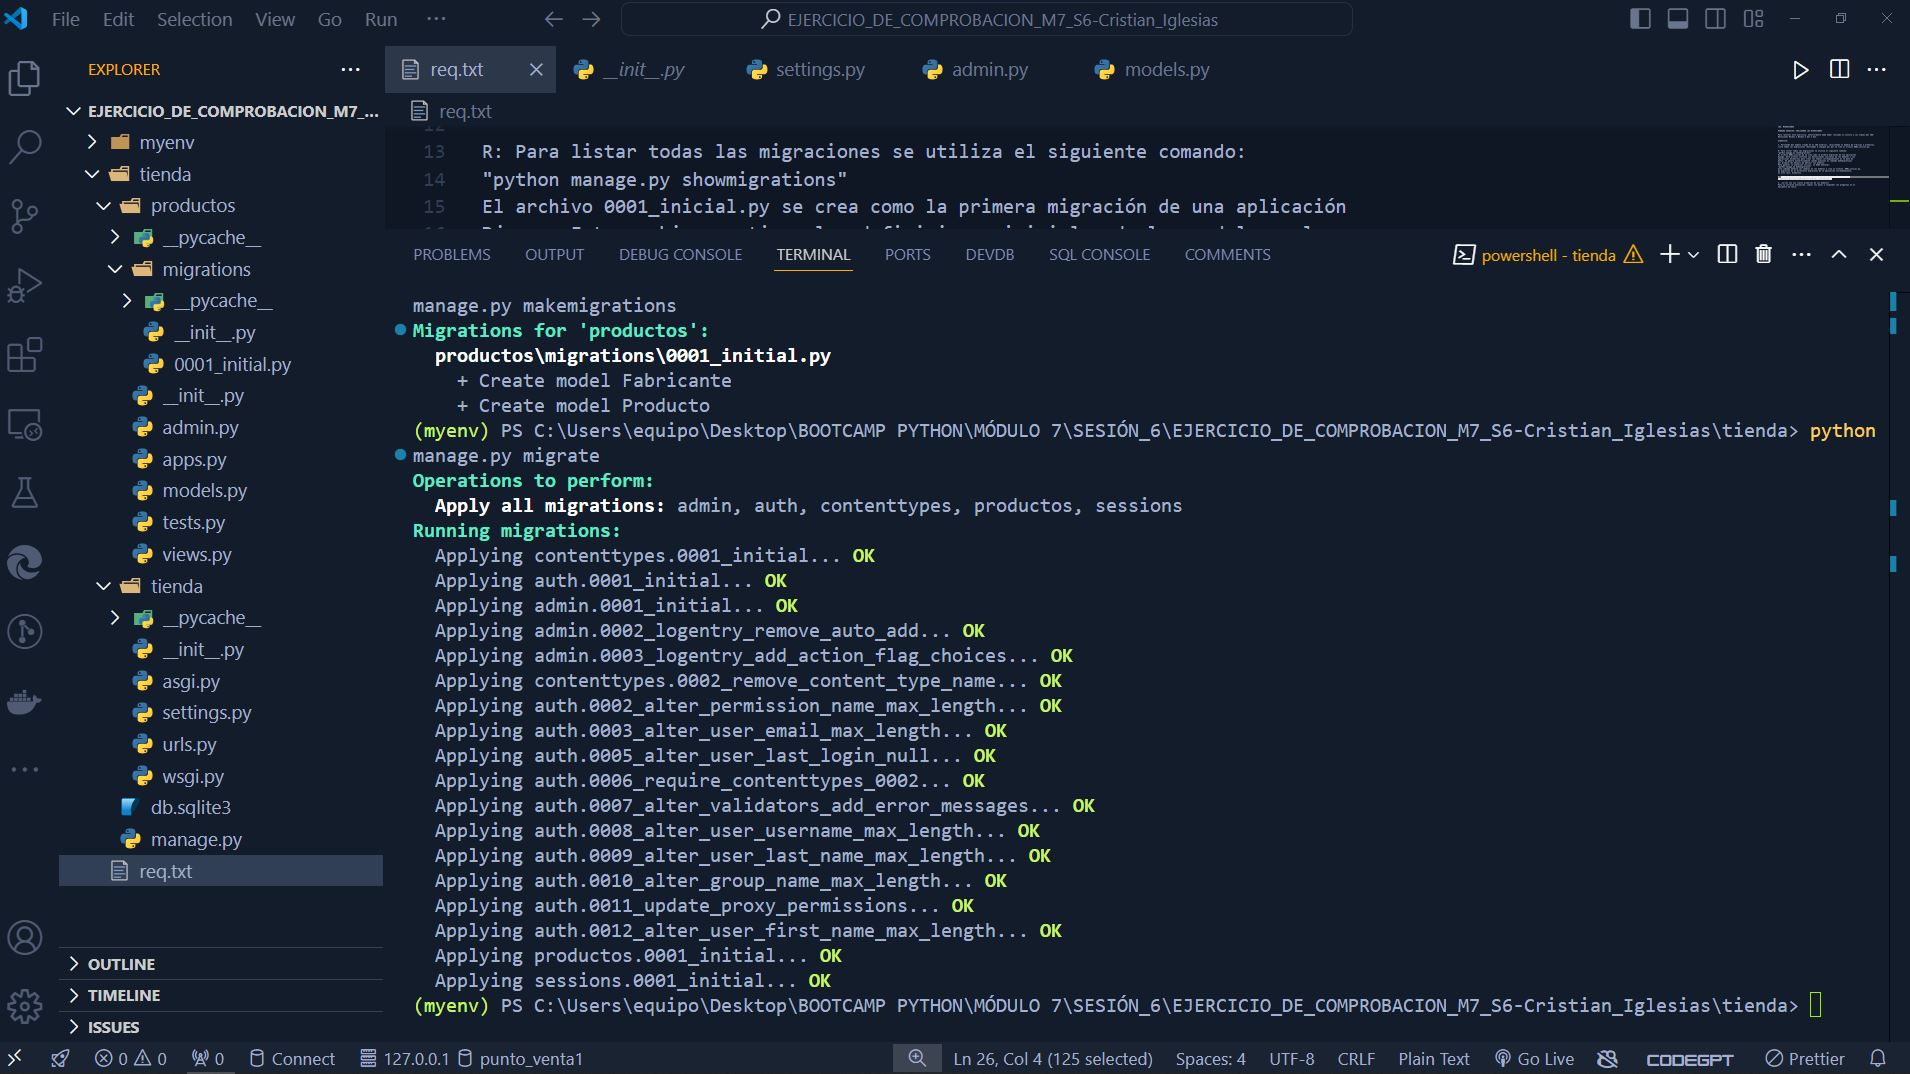 File Edit Selection View Go Run ...
EJERCICIO_DE_COMPROBACION_M7_S6-Cristian_Iglesias
EXPLORER
EJERCICIO_DE_COMPROBACION_M7_...
myenv
tienda
productos
__pycache__
migrations
__pycache__
__init__.py
0001_initial.py
__init__.py
admin.py
apps.py
models.py
tests.py
views.py
tienda
__pycache__
__init__.py
asgi.py
settings.py
urls.py
wsgi.py
db.sqlite3
manage.py
req.txt
OUTLINE
TIMELINE
ISSUES
req.txt __init__.py settings.py admin.py models.py
req.txt
13 R: Para listar todas las migraciones se utiliza el siguiente comando:
14 "python manage.py showmigrations"
15 El archivo 0001_inicial.py se crea como la primera migración de una aplicación
PROBLEMS OUTPUT DEBUG CONSOLE TERMINAL PORTS DEVDB SQL CONSOLE COMMENTS
powershell - tienda
manage.py makemigrations
Migrations for 'productos':
productos\migrations\0001_initial.py
+ Create model Fabricante
+ Create model Producto
(myenv) PS C:\Users\equipo\Desktop\BOOTCAMP PYTHON\MÓDULO 7\SESIÓN_6\EJERCICIO_DE_COMPROBACION_M7_S6-Cristian_Iglesias\tienda> python
manage.py migrate
Operations to perform:
Apply all migrations: admin, auth, contenttypes, productos, sessions
Running migrations:
Applying contenttypes.0001_initial... OK
Applying auth.0001_initial... OK
Applying admin.0001_initial... OK
Applying admin.0002_logentry_remove_auto_add... OK
Applying admin.0003_logentry_add_action_flag_choices... OK
Applying contenttypes.0002_remove_content_type_name... OK
Applying auth.0002_alter_permission_name_max_length... OK
Applying auth.0003_alter_user_email_max_length... OK
Applying auth.0005_alter_user_last_login_null... OK
Applying auth.0006_require_contenttypes_0002... OK
Applying auth.0007_alter_validators_add_error_messages... OK
Applying auth.0008_alter_user_username_max_length... OK
Applying auth.0009_alter_user_last_name_max_length... OK
Applying auth.0010_alter_group_name_max_length... OK
Applying auth.0011_update_proxy_permissions... OK
Applying auth.0012_alter_user_first_name_max_length... OK
Applying productos.0001_initial... OK
Applying sessions.0001_initial... OK
(myenv) PS C:\Users\equipo\Desktop\BOOTCAMP PYTHON\MÓDULO 7\SESIÓN_6\EJERCICIO_DE_COMPROBACION_M7_S6-Cristian_Iglesias\tienda>
0 0 0 Connect 127.0.0.1 punto_venta1 Ln 26, Col 4 (125 selected) Spaces: 4 UTF-8 CRLF Plain Text Go Live CODEGPT Prettier